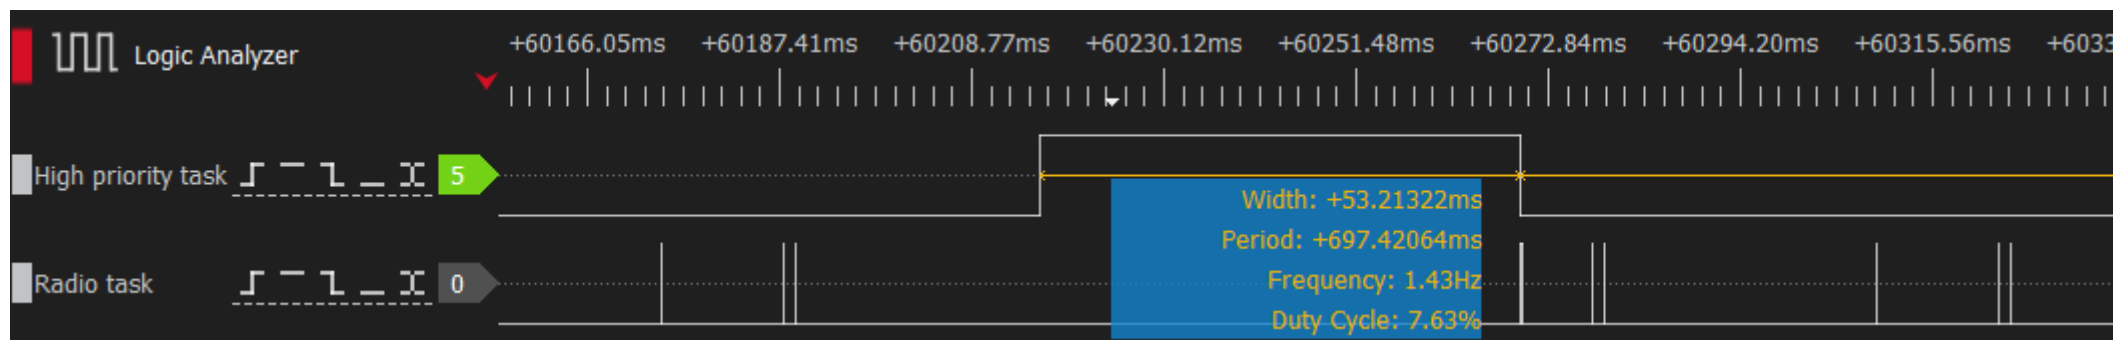 Logic Analyzer
+60166.05ms +60187.41ms +60208.77ms +60230.12ms +60251.48ms +60272.84ms +60294.20ms +60315.56ms +6033
High priority task 5
Width: +53.21322ms
Period: +697.42064ms
Radio task 0
Frequency: 1.43Hz
Duty Cycle: 7.63%